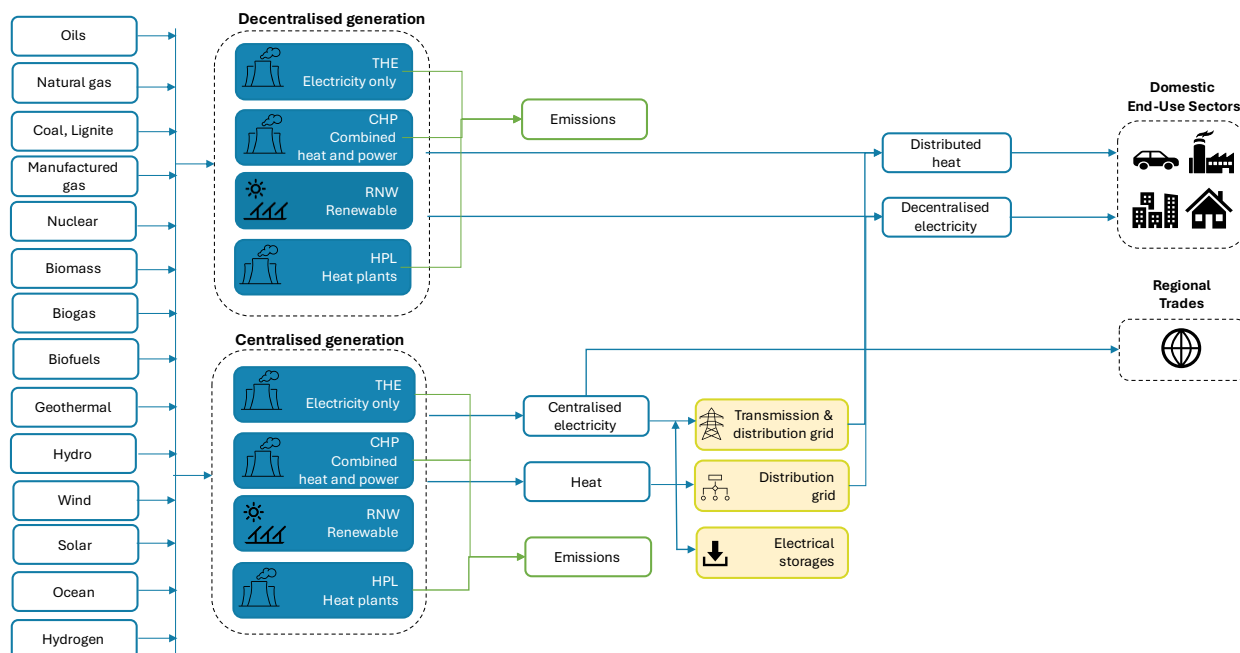 Oils
Natural gas
Coal, Lignite
Manufactured
gas
Nuclear
Biomass
Biogas
Biofuels
Geothermal
Hydro
Wind
Solar
Ocean
Hydrogen
Decentralised generation
THE
Electricity only
CHP
Combined
heat and power
RNW
Renewable
HPL
Heat plants
Emissions
Centralised generation
THE
Electricity only
CHP
Combined
heat and power
RNW
Renewable
HPL
Heat plants
Centralised
electricity
Heat
Emissions
Transmission &
distribution grid
Distribution
grid
Electrical
storages
Distributed
heat
Decentralised
electricity
Domestic
End-Use Sectors
Regional
Trades